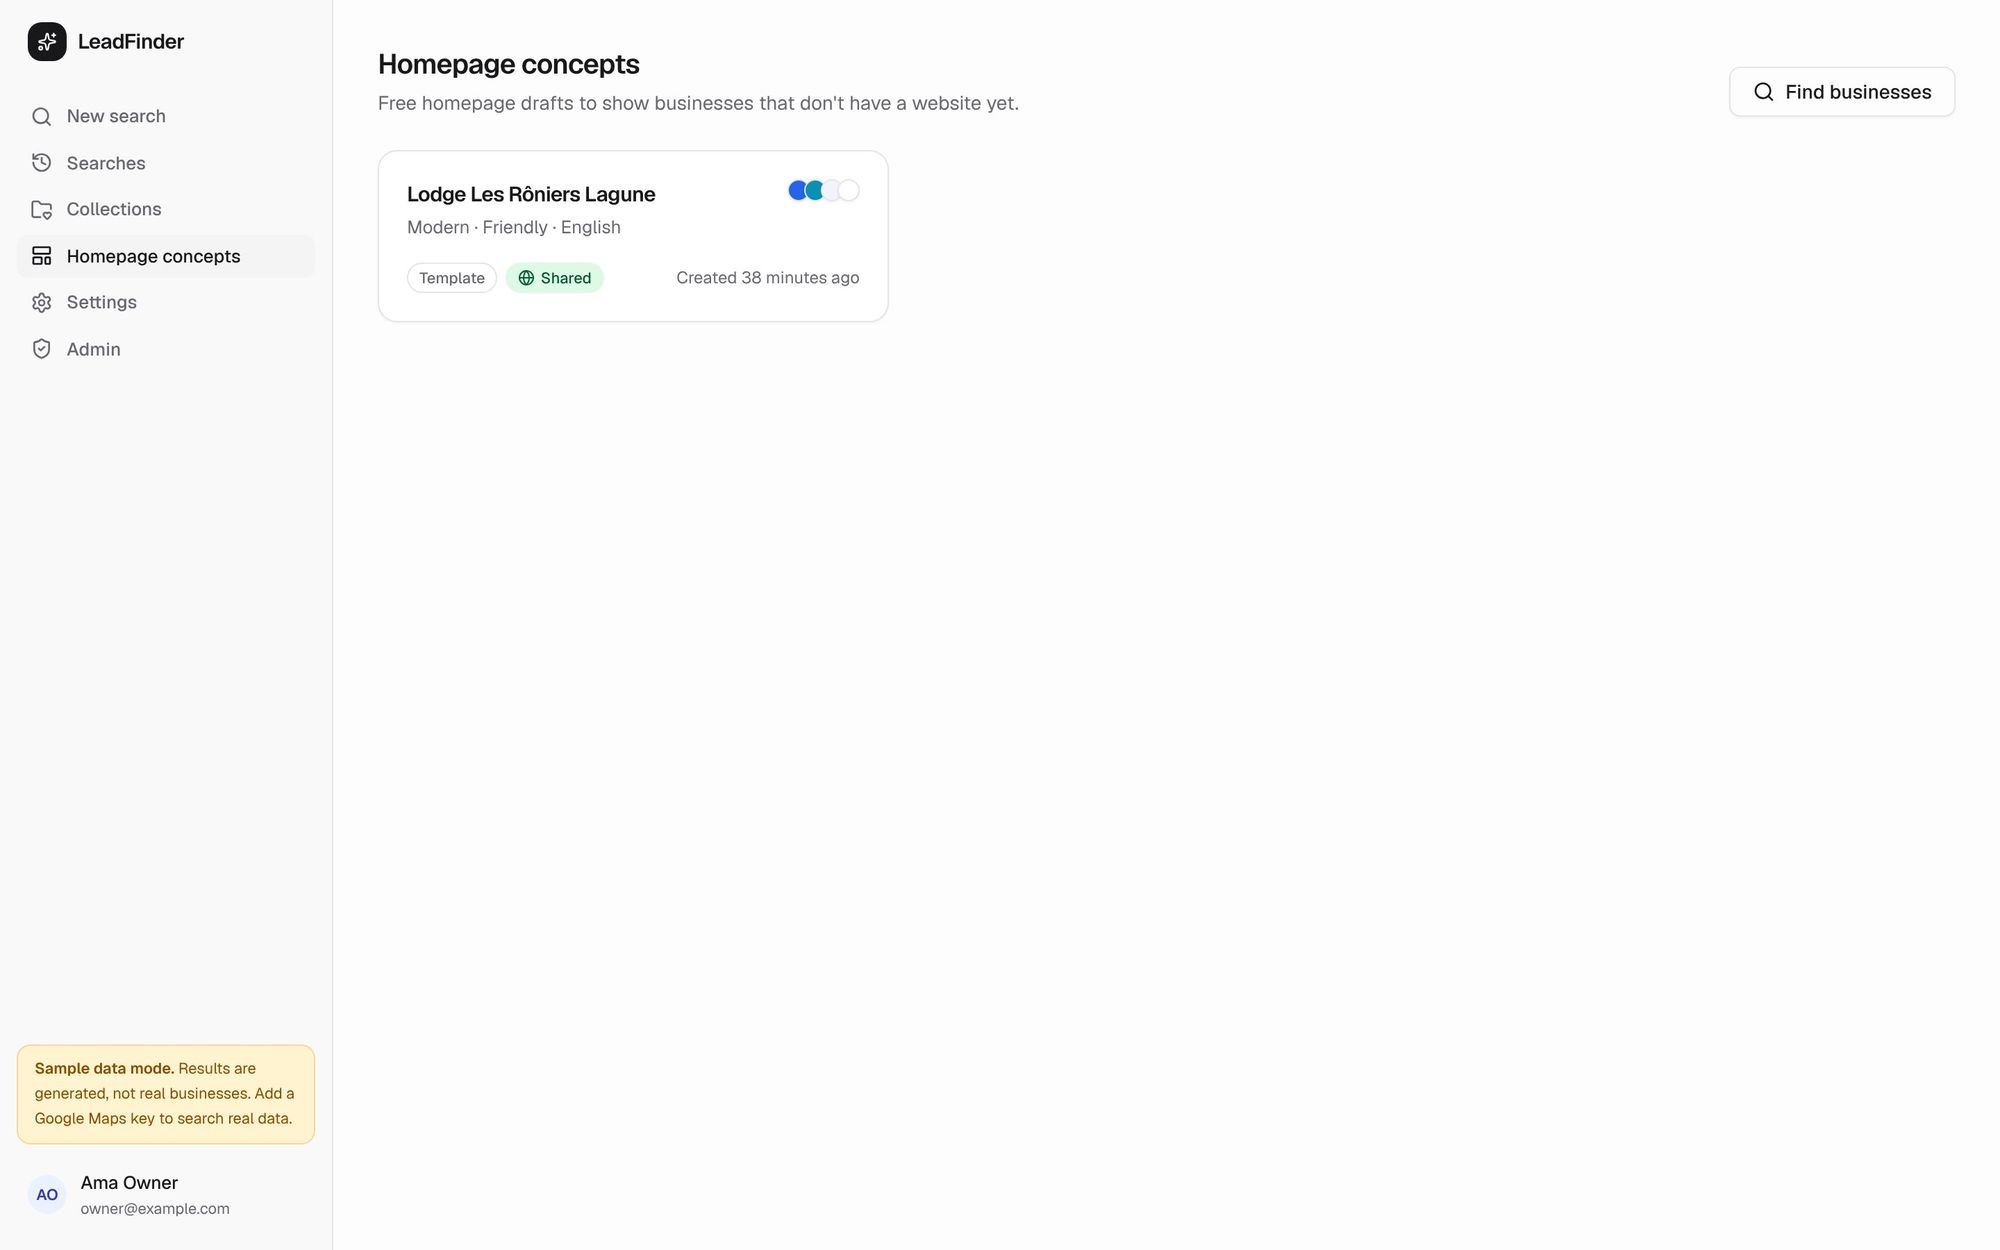 LeadFinder
New search
Searches
Collections
Homepage concepts
Settings
Admin
Sample data mode. Results are
generated, not real businesses. Add a
Google Maps key to search real data.
AO
Ama Owner
owner@example.com
Homepage concepts
Free homepage drafts to show businesses that don't have a website yet.
Find businesses
Lodge Les Rôniers Lagune
Modern · Friendly · English
Template
Shared
Created 38 minutes ago